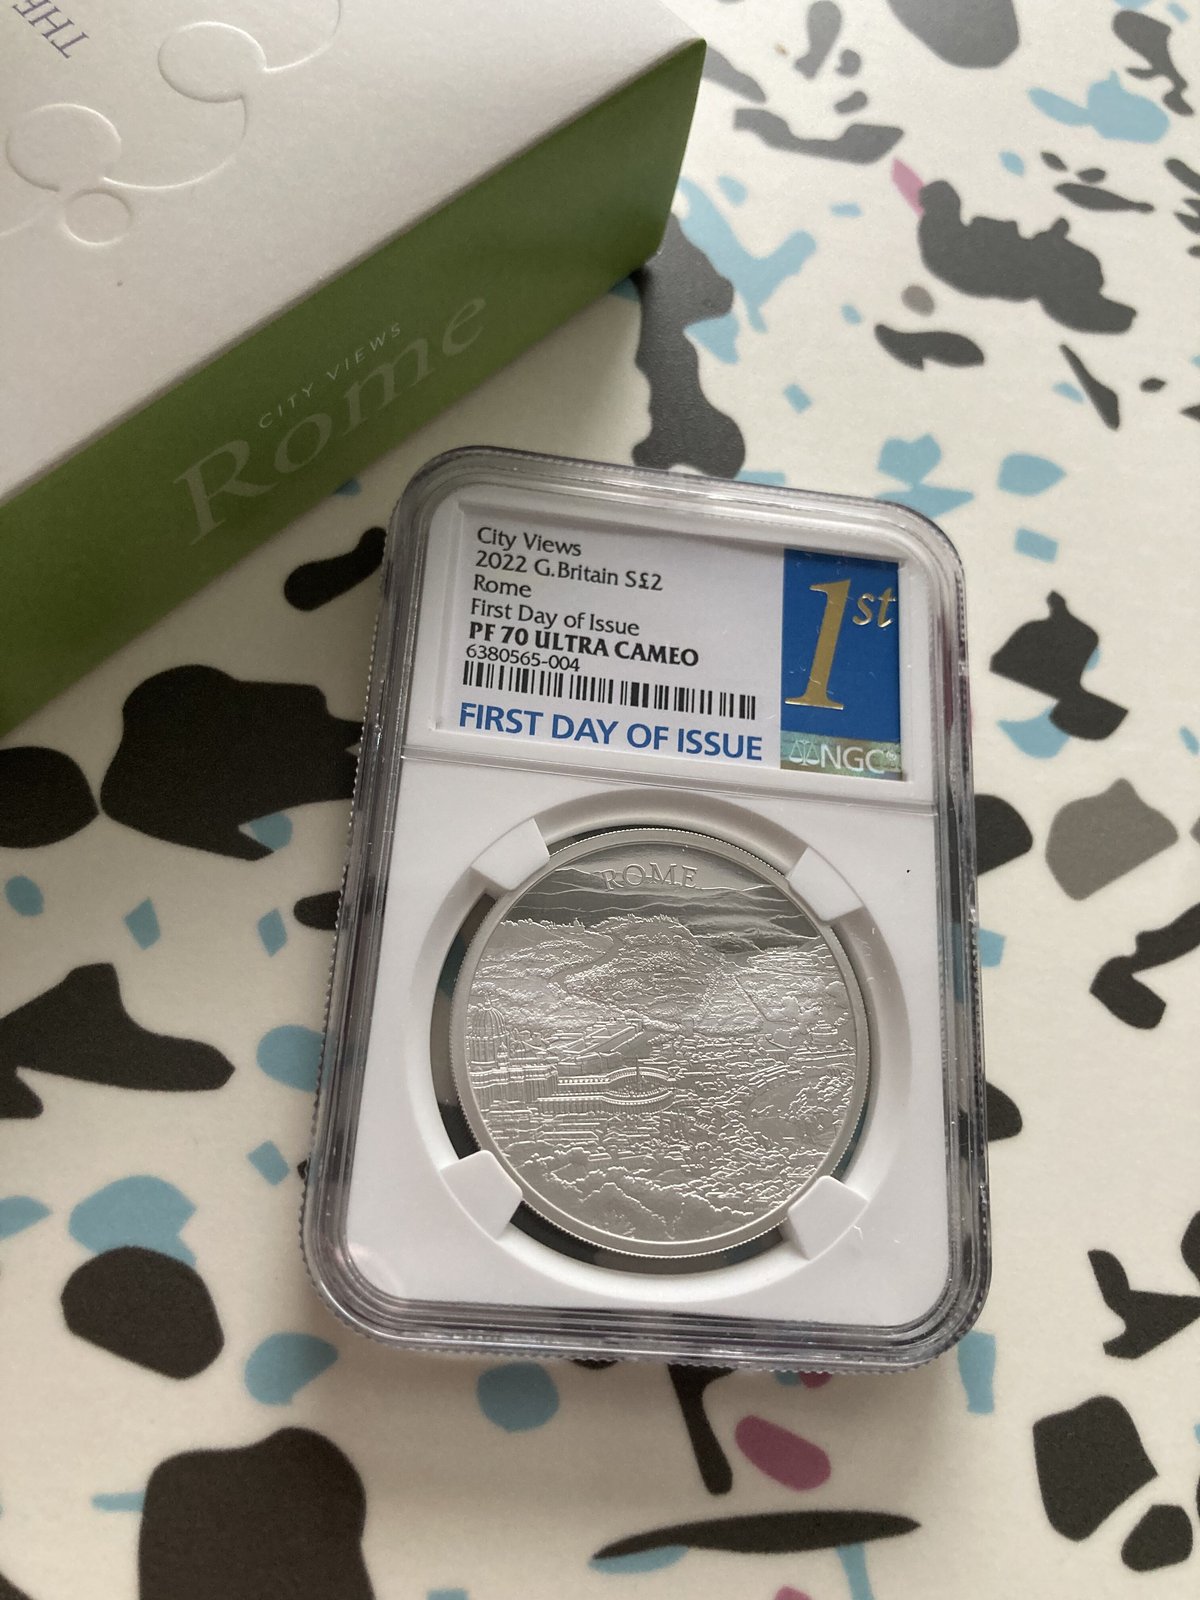 THE
CITY VIEWS
Rome
City Views
2022 G.Britain S£2
Rome
First Day of Issue
PF 70 ULTRA CAMEO
6380565-004
FIRST DAY OF ISSUE
1st
NGC
ROME